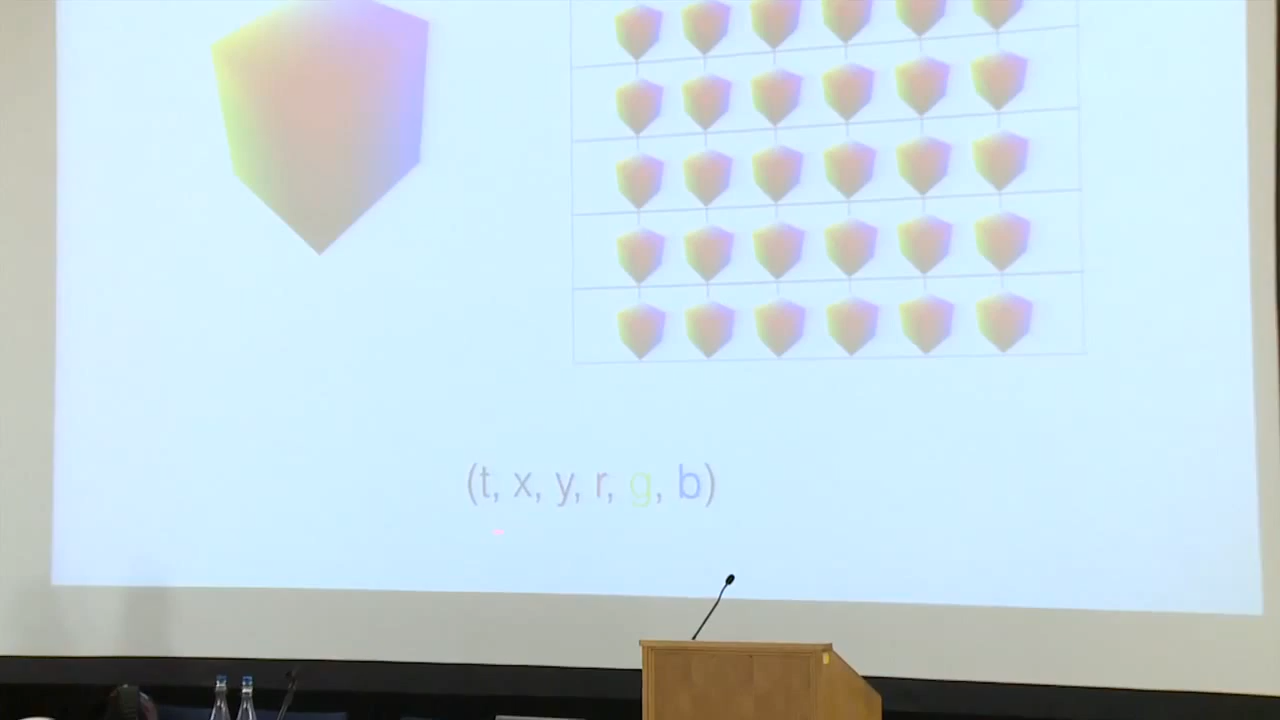 (t, x, y, r, g, b)